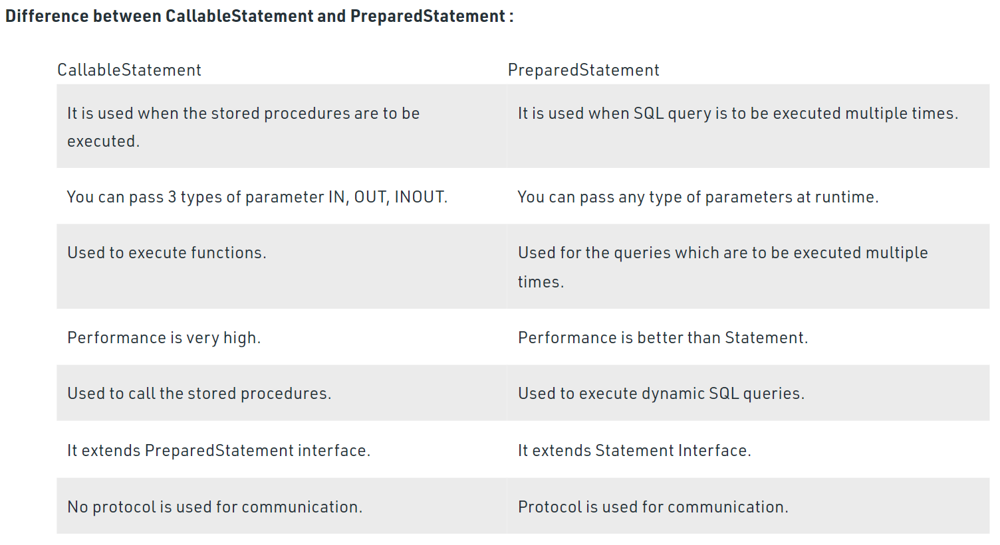 Difference between CallableStatement and PreparedStatement :
CallableStatement PreparedStatement
It is used when the stored procedures are to be
executed.
It is used when SQL query is to be executed multiple times.
You can pass 3 types of parameter IN, OUT, INOUT.
You can pass any type of parameters at runtime.
Used to execute functions.
Used for the queries which are to be executed multiple
times.
Performance is very high.
Performance is better than Statement.
Used to call the stored procedures.
Used to execute dynamic SQL queries.
It extends PreparedStatement interface.
It extends Statement Interface.
No protocol is used for communication.
Protocol is used for communication.